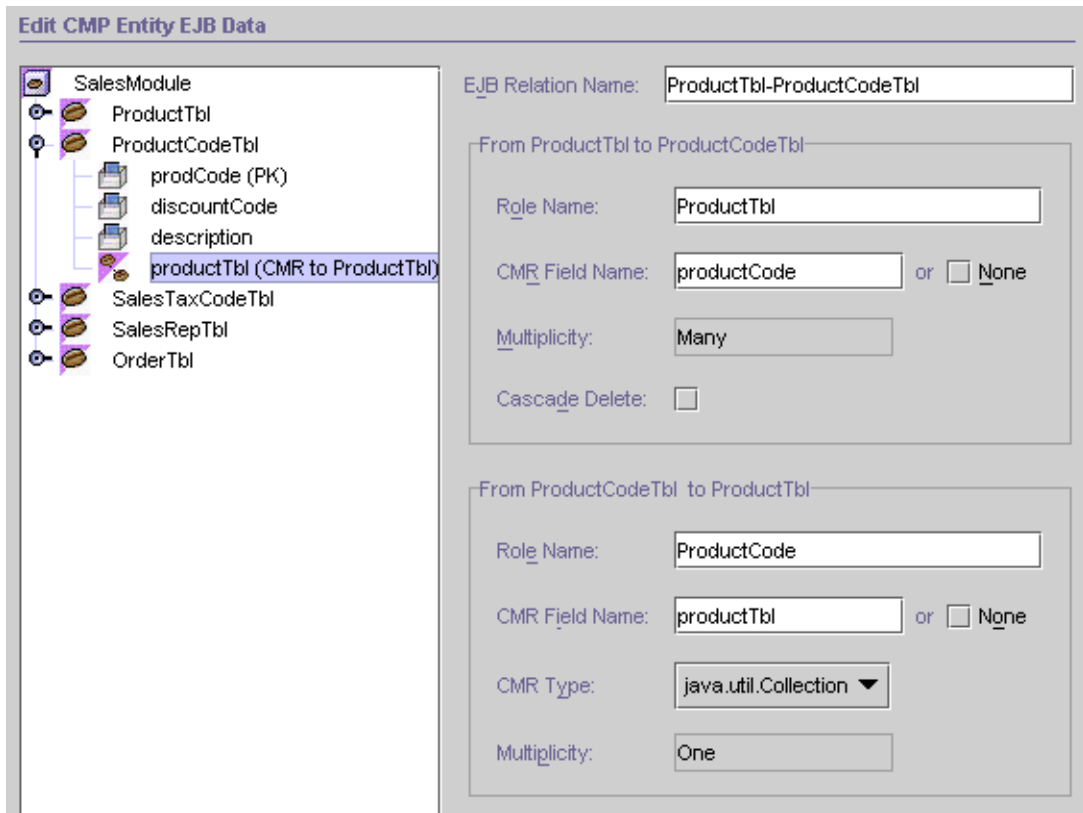 Edit CMP Entity EJB Data
SalesModule
ProductTbl
ProductCodeTbl
prodCode (PK)
discountCode
description
productTbl (CMR to ProductTbl)
SalesTaxCodeTbl
SalesRepTbl
OrderTbl
EJB Relation Name: ProductTbl-ProductCodeTbl
From ProductTbl to ProductCodeTbl
Role Name: ProductTbl
CMR Field Name: productCode or None
Multiplicity: Many
Cascade Delete:
From ProductCodeTbl to ProductTbl
Role Name: ProductCode
CMR Field Name: productTbl or None
CMR Type: java.util.Collection
Multiplicity: One